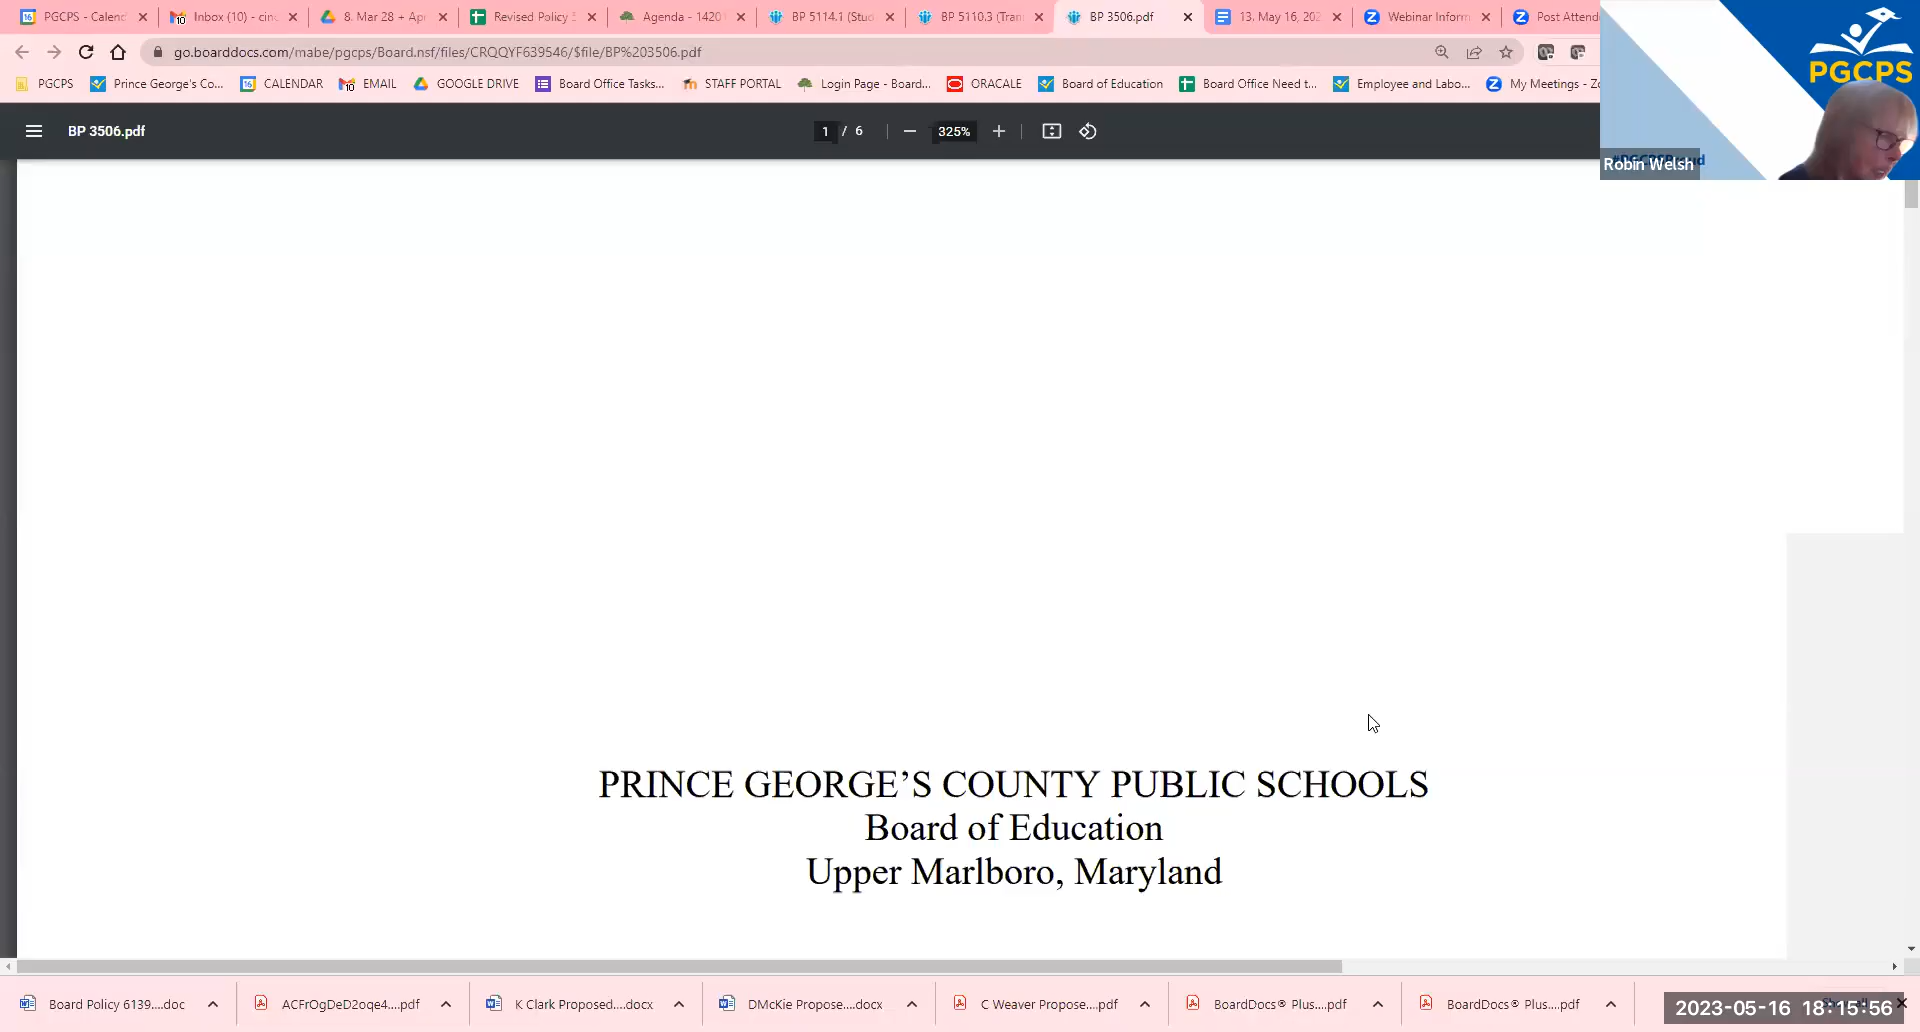 PGCPS - Calend
Inbox (10) - cin
8. Mar 28 + Apr
Revised Policy 5
Agenda - 14201
BP 5114.1 (Stud
BP 5110.3 (Tran
BP 3506.pdf
13. May 16, 202
Webinar Inform
Post Attend
go.boarddocs.com/mabe/pgcps/Board.nsf/files/CRQQYF639546/$file/BP%203506.pdf
PGCPS
Prince George's Co...
CALENDAR
EMAIL
GOOGLE DRIVE
Board Office Tasks...
STAFF PORTAL
Login Page - Board...
ORACALE
Board of Education
Board Office Need t...
Employee and Labo...
My Meetings - Zo
PGCPS
Robin Welsh
BP 3506.pdf
1 / 6
325%
PRINCE GEORGE’S COUNTY PUBLIC SCHOOLS
Board of Education
Upper Marlboro, Maryland
Board Policy 6139....doc
ACFrOgDeD2oqe4....pdf
K Clark Proposed....docx
DMcKie Propose....docx
C Weaver Propose....pdf
BoardDocs® Plus....pdf
BoardDocs® Plus....pdf
2023-05-16 18:15:56